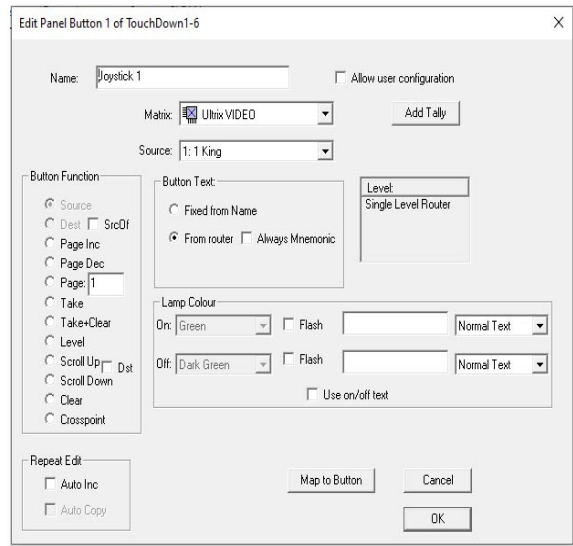 Edit Panel Button 1 of TouchDown1-6
Name: Joystick 1
Allow user configuration
Matrix: Ultrix VIDEO
Add Tally
Source: 1: 1 King
Button Function
Source
Dest SrcOf
Page Inc
Page Dec
Page: 1
Take
Take+Clear
Level
Scroll Up Dst
Scroll Down
Clear
Crosspoint
Button Text:
Fixed from Name
From router Always Mnemonic
Level:
Single Level Router
Lamp Colour
On: Green Flash Normal Text
Off: Dark Green Flash Normal Text
Use on/off text
Repeat Edit
Auto Inc
Auto Copy
Map to Button
Cancel
OK